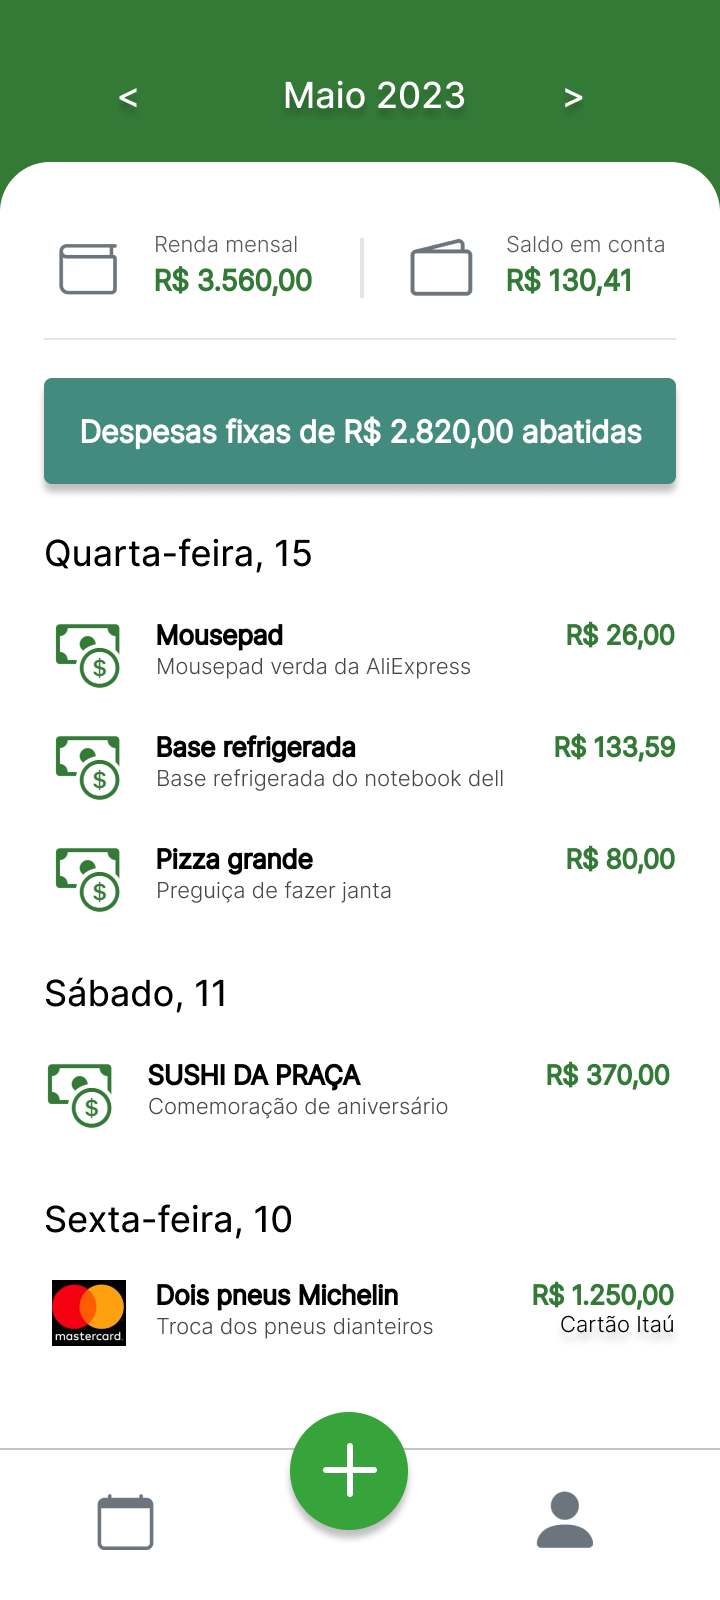 < Maio 2023 >
Renda mensal
R$ 3.560,00
Saldo em conta
R$ 130,41
Despesas fixas de R$ 2.820,00 abatidas
Quarta-feira, 15
$
Mousepad R$ 26,00
Mousepad verda da AliExpress
$
Base refrigerada R$ 133,59
Base refrigerada do notebook dell
$
Pizza grande R$ 80,00
Preguiça de fazer janta
$
Sábado, 11
SUSHI DA PRAÇA R$ 370,00
Comemoração de aniversário
$
Sexta-feira, 10
Dois pneus Michelin R$ 1.250,00
Troca dos pneus dianteiros Cartão Itaú
mastercard.